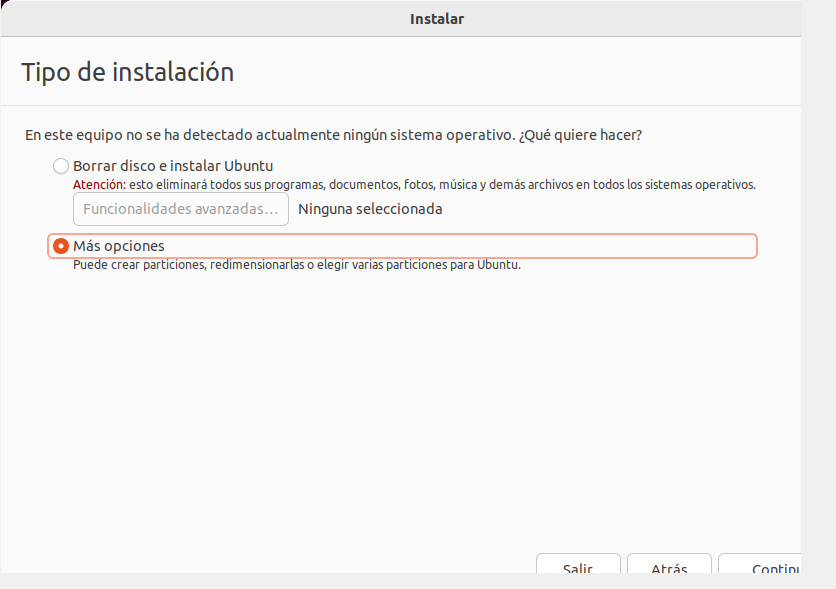 Instalar
Tipo de instalación
En este equipo no se ha detectado actualmente ningún sistema operativo. ¿Qué quiere hacer?
Borrar disco e instalar Ubuntu
Atención: esto eliminará todos sus programas, documentos, fotos, música y demás archivos en todos los sistemas operativos.
Funcionalidades avanzadas... Ninguna seleccionada
Más opciones
Puede crear particiones, redimensionarlas o elegir varias particiones para Ubuntu.
Salir Atrás Continu